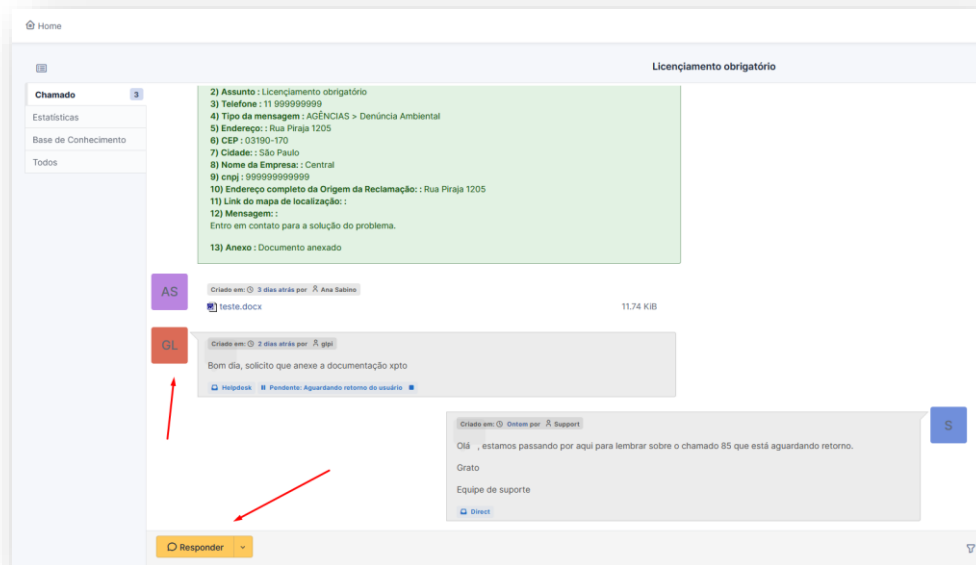 Home
Licençiamento obrigatório
Chamado 3
Estatísticas
Base de Conhecimento
Todos
2) Assunto : Licenciamento obrigatório
3) Telefone : 11 999999999
4) Tipo da mensagem : AGÊNCIAS > Denúncia Ambiental
5) Endereço: : Rua Piraja 1205
6) CEP : 03190-170
7) Cidade: : São Paulo
8) Nome da Empresa: : Central
9) cnpj : 999999999999
10) Endereço completo da Origem da Reclamação: : Rua Piraja 1205
11) Link do mapa de localização: :
12) Mensagem: :
Entro em contato para a solução do problema.
13) Anexo : Documento anexado
AS
Criado em: 3 dias atrás por Ana Sabino
teste.docx 11.74 KiB
GL
Criado em: 2 dias atrás por glpi
Bom dia, solicito que anexe a documentação xpto
Helpdesk Pendente: Aguardando retorno do usuário
Criado em: Ontem por Support
S
Olá , estamos passando por aqui para lembrar sobre o chamado 85 que está aguardando retorno.
Grato
Equipe de suporte
Direct
Responder